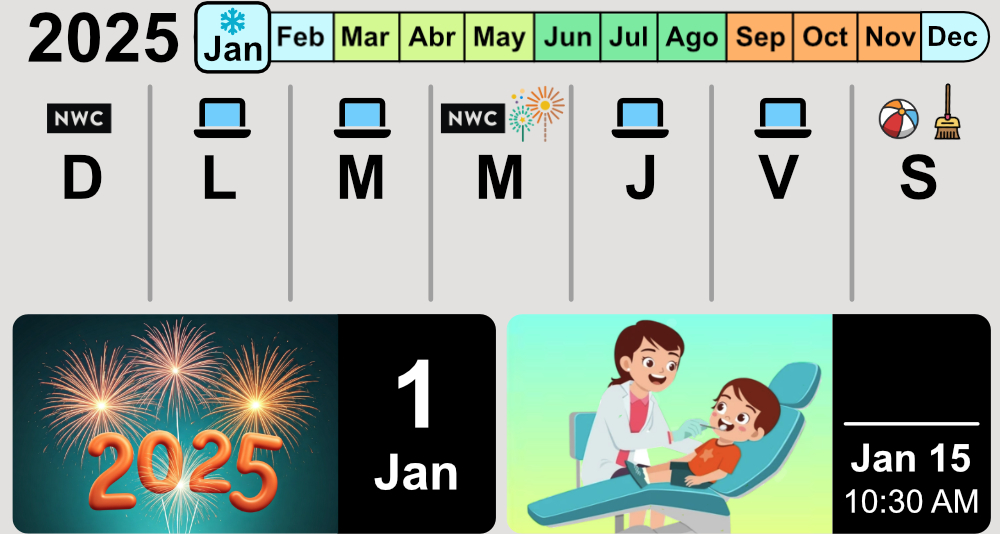 2025 Jan Feb Mar Abr May Jun Jul Ago Sep Oct Nov Dec
NWC NWC
D L M M J V S
2025
1
Jan
Jan 15
10:30 AM